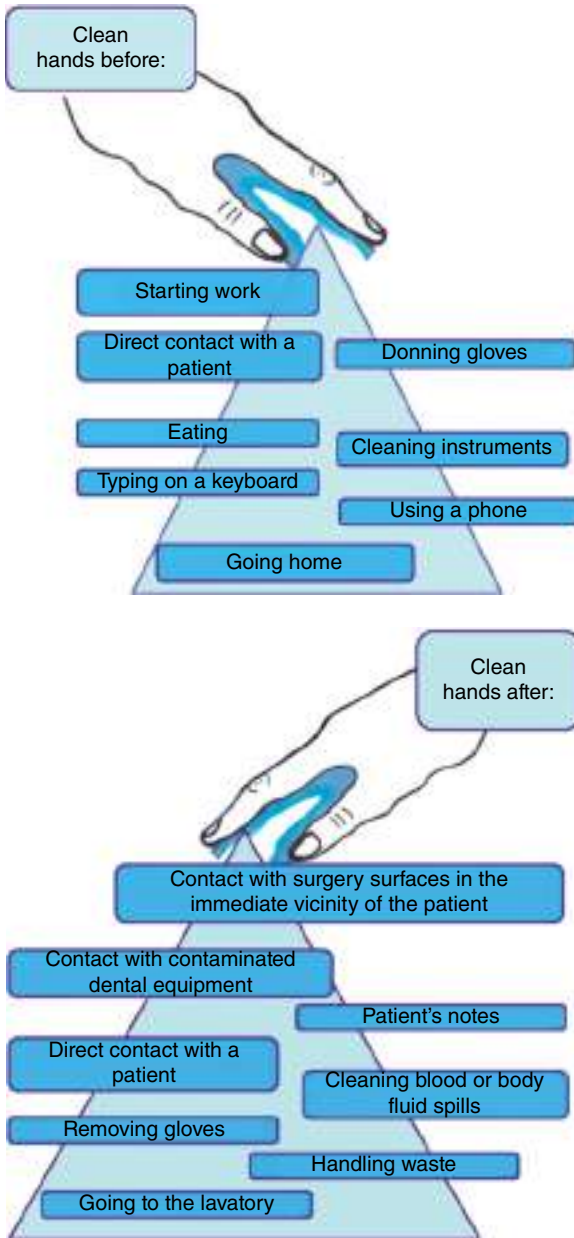 Clean
hands before:
Starting work
Direct contact with a
patient
Donning gloves
Eating
Cleaning instruments
Typing on a keyboard
Using a phone
Going home
Clean
hands after:
Contact with surgery surfaces in the
immediate vicinity of the patient
Contact with contaminated
dental equipment
Patient's notes
Direct contact with a
patient
Cleaning blood or body
fluid spills
Removing gloves
Handling waste
Going to the lavatory